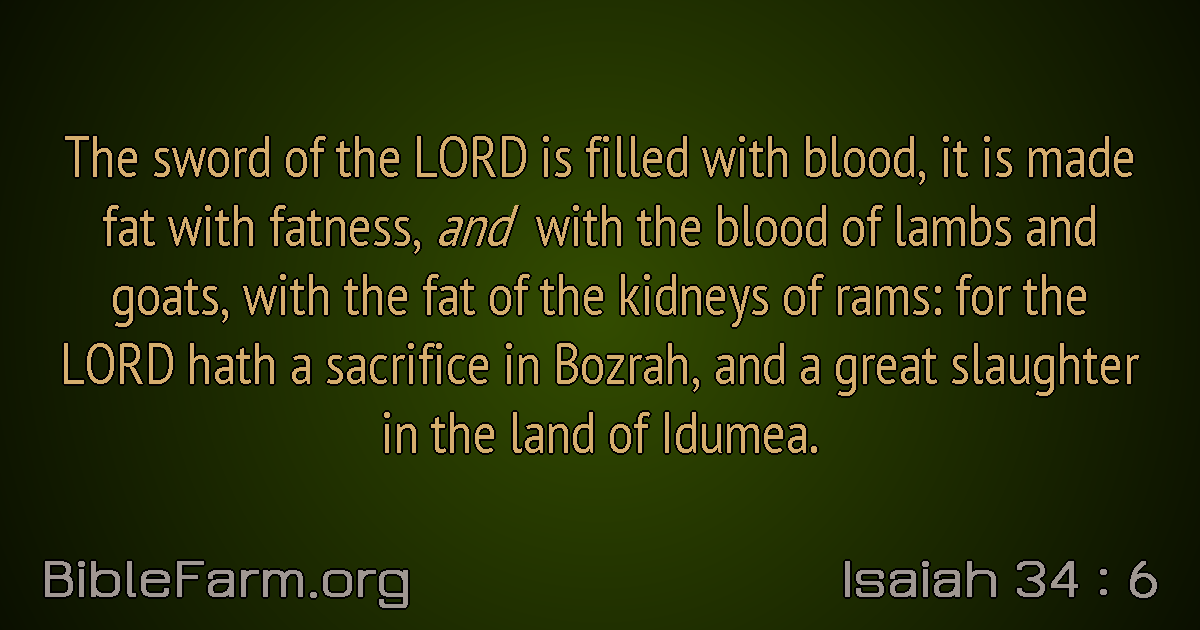 The sword of the LORD is filled with blood, it is made
fat with fatness, and with the blood of lambs and
goats, with the fat of the kidneys of rams: for the
LORD hath a sacrifice in Bozrah, and a great slaughter
in the land of Idumea.
BibleFarm.org
Isaiah 34 : 6